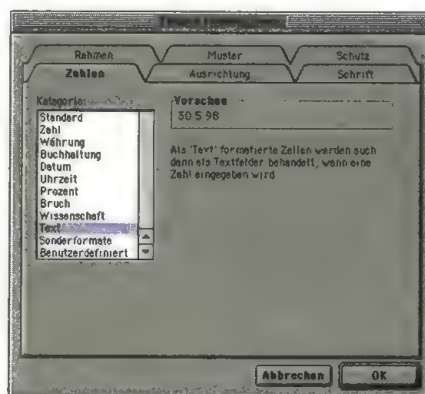 Rahmen
Muster
Schutz
Zahlen
Ausrichtung
Schrift
Kategorie:
Standard
Zahl
Währung
Buchhaltung
Datum
Uhrzeit
Prozent
Bruch
Wissenschaft
Text
Sonderformate
Benutzerdefiniert
Vorschau
30.5.98
Als 'Text' formatierte Zellen werden auch
dann als Textfelder behandelt, wenn eine
Zahl eingegeben wird
Abbrechen
OK